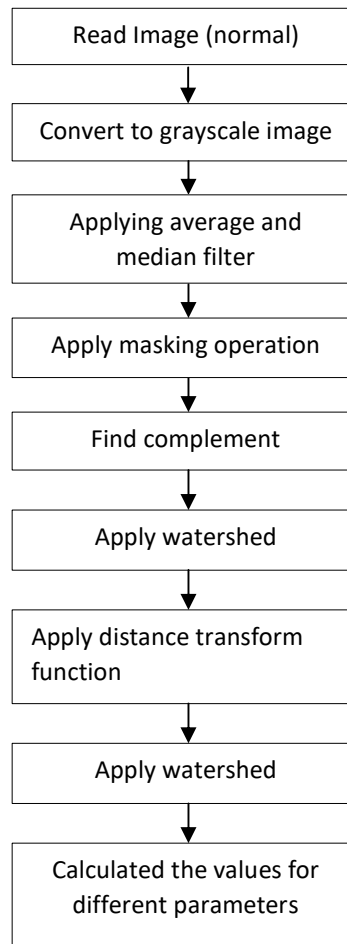 Read Image (normal)
Convert to grayscale image
Applying average and
median filter
Apply masking operation
Find complement
Apply watershed
Apply distance transform
function
Apply watershed
Calculated the values for
different parameters